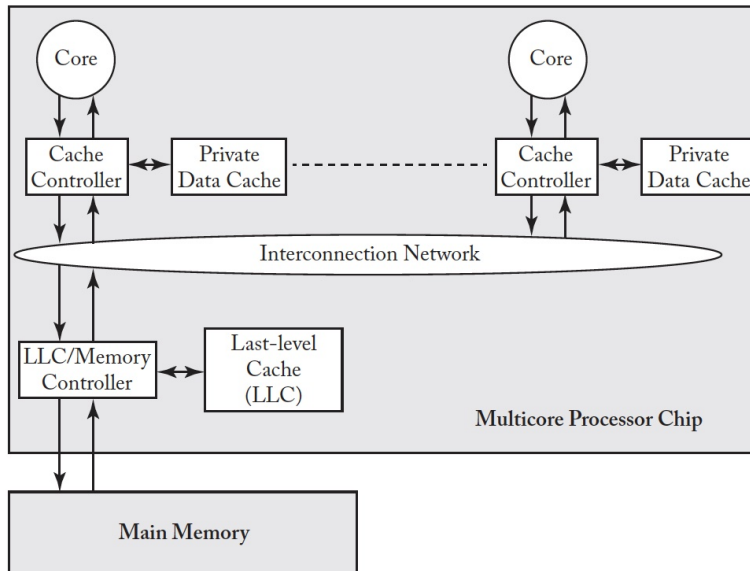 Core
Core
Cache
Controller
Private
Data Cache
Cache
Controller
Private
Data Cache
Interconnection Network
LLC/Memory
Controller
Last-level
Cache
(LLC)
Multicore Processor Chip
Main Memory